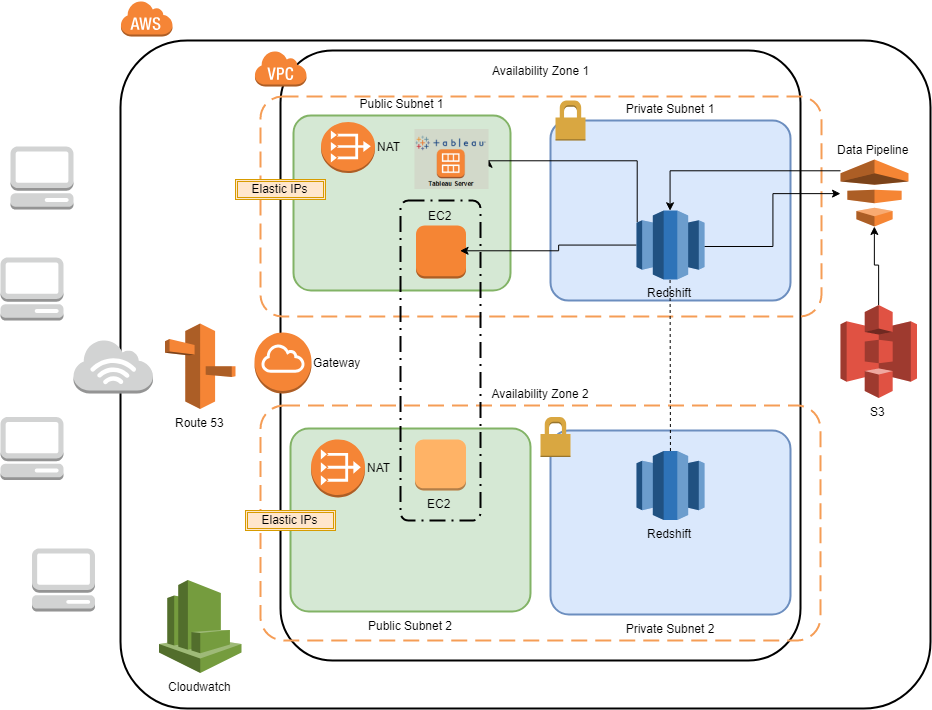 AWS
VPC
Availability Zone 1
Public Subnet 1
Private Subnet 1
NAT
+ a b l e a u
Tableau Server
Data Pipeline
Elastic IPs
EC2
Redshift
Gateway
Route 53
S3
Availability Zone 2
NAT
EC2
Elastic IPs
Redshift
Public Subnet 2
Private Subnet 2
Cloudwatch